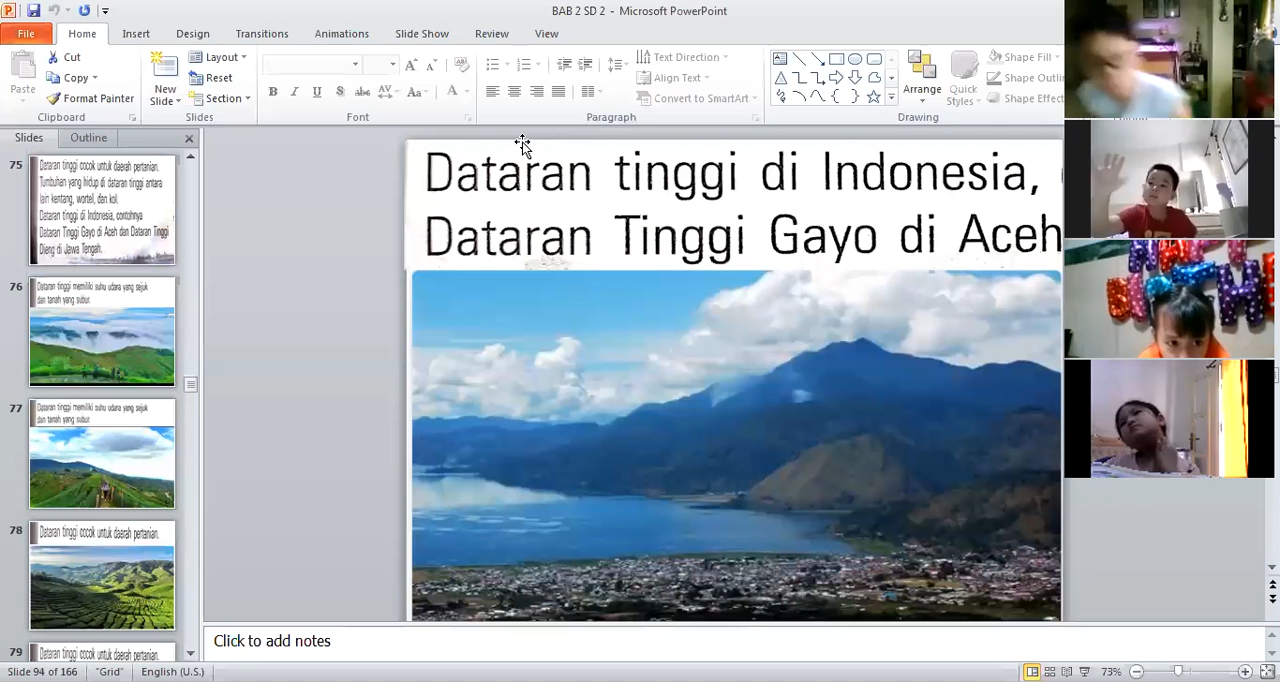 BAB 2 SD 2 - Microsoft PowerPoint
File Home Insert Design Transitions Animations Slide Show Review View
Cut
Copy
Format Painter
Paste
Clipboard
New Slide
Layout
Reset
Section
Slides
Font
Text Direction
Align Text
Convert to SmartArt
Paragraph
Arrange
Quick Styles
Shape Fill
Shape Outli
Shape Effect
Drawing
Slides Outline
75
Dataran tinggi cocok untuk daerah pertanian.
Tumbuhan yang hidup di dataran tinggi antara
lain kentang, wortel, dan kol.
Dataran tinggi di Indonesia, contohnya
Dataran Tinggi Gayo di Aceh dan Dataran Tinggi
Dieng di Jawa Tengah.
76
Dataran tinggi memiliki suhu udara yang sejuk
dan tanah yang subur.
77
Dataran tinggi memiliki suhu udara yang sejuk
dan tanah yang subur.
78
Dataran tinggi cocok untuk daerah pertanian.
79
Dataran tinggi cocok untuk daerah pertanian.
Dataran tinggi di Indonesia,
Dataran Tinggi Gayo di Aceh
Click to add notes
Slide 94 of 166 "Grid" English (U.S.) 73%